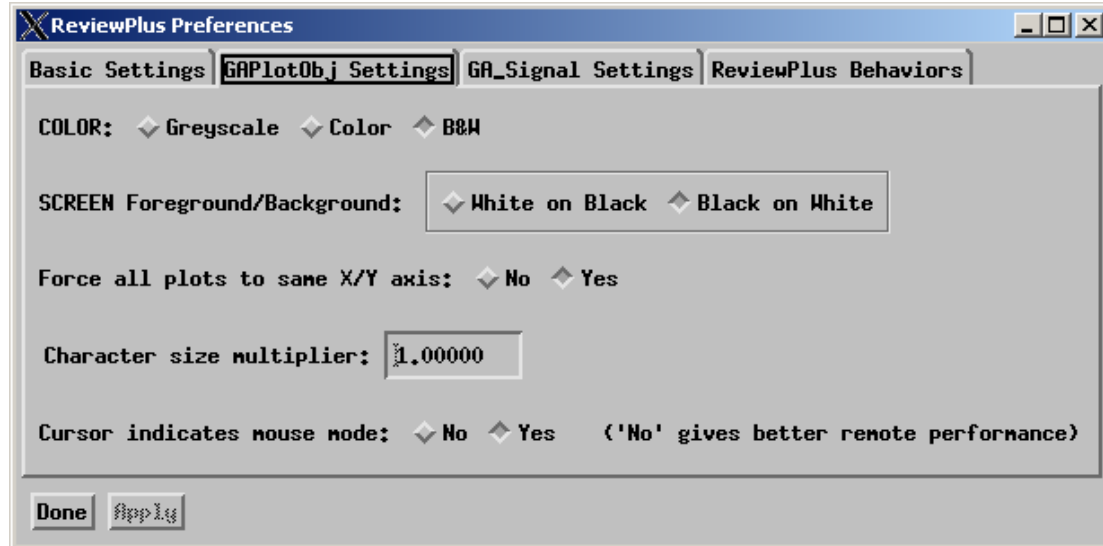 ReviewPlus Preferences
Basic Settings GAPlotObj Settings GA_Signal Settings ReviewPlus Behaviors
COLOR: Greyscale Color B&W
SCREEN Foreground/Background: White on Black Black on White
Force all plots to same X/Y axis: No Yes
Character size multiplier: 1.00000
Cursor indicates mouse mode: No Yes ('No' gives better remote performance)
Done Apply